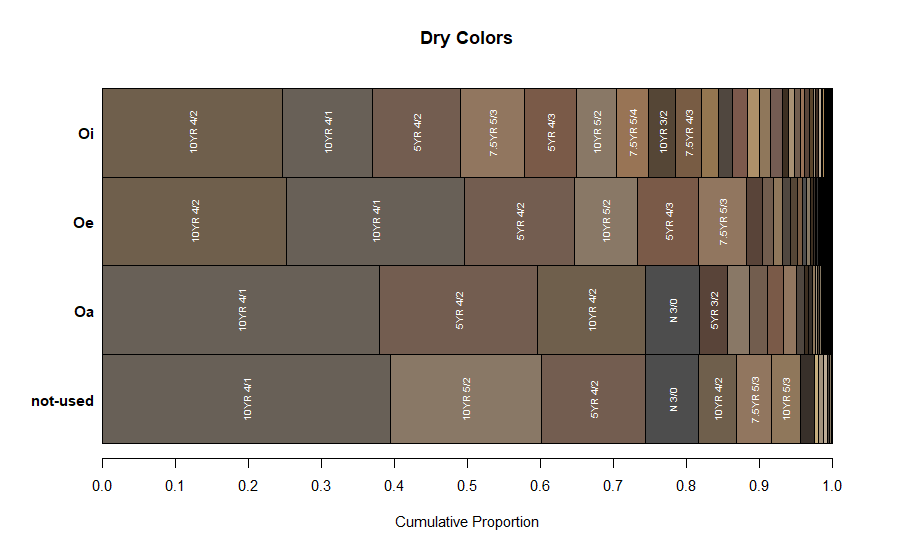 Dry Colors
Oi
10YR 4/2
10YR 4/1
5YR 4/2
7.5YR 5/3
5YR 4/3
10YR 5/2
7.5YR 5/4
10YR 3/2
7.5YR 4/3
Oe
10YR 4/2
10YR 4/1
5YR 4/2
10YR 5/2
5YR 4/3
7.5YR 5/3
Oa
10YR 4/1
5YR 4/2
10YR 4/2
N 3/0
5YR 3/2
not-used
10YR 4/1
10YR 5/2
5YR 4/2
N 3/0
10YR 4/2
7.5YR 5/3
10YR 5/3
0.0 0.1 0.2 0.3 0.4 0.5 0.6 0.7 0.8 0.9 1.0
Cumulative Proportion